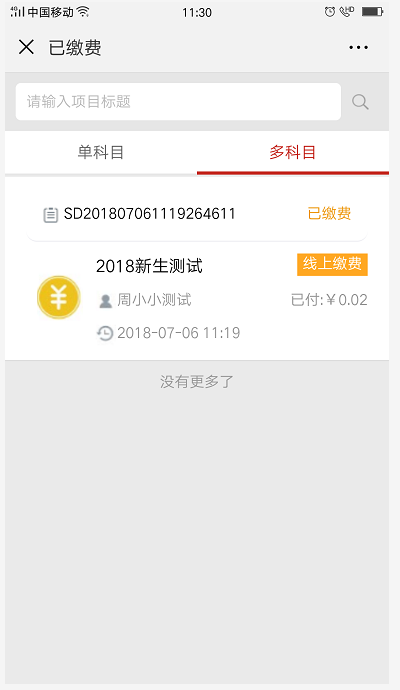 4G 中国移动 11:30 HD
已缴费
请输入项目标题
单科目 多科目
SD201807061119264611 已缴费
2018新生测试 线上缴费
周小小测试 已付:￥0.02
2018-07-06 11:19
没有更多了